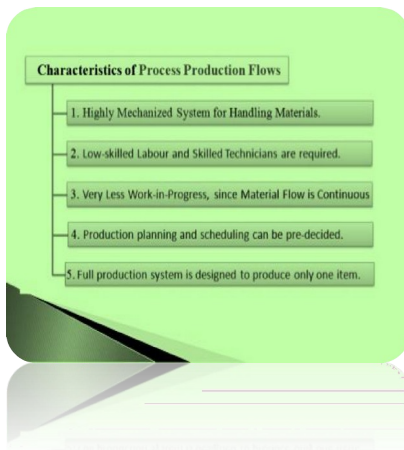 Characteristics of Process Production Flows
1. Highly Mechanized System for Handling Materials.
2. Low-skilled Labour and Skilled Technicians are required.
3. Very Less Work-in-Progress, since Material Flow is Continuous
4. Production planning and scheduling can be pre-decided.
5. Full production system is designed to produce only one item.